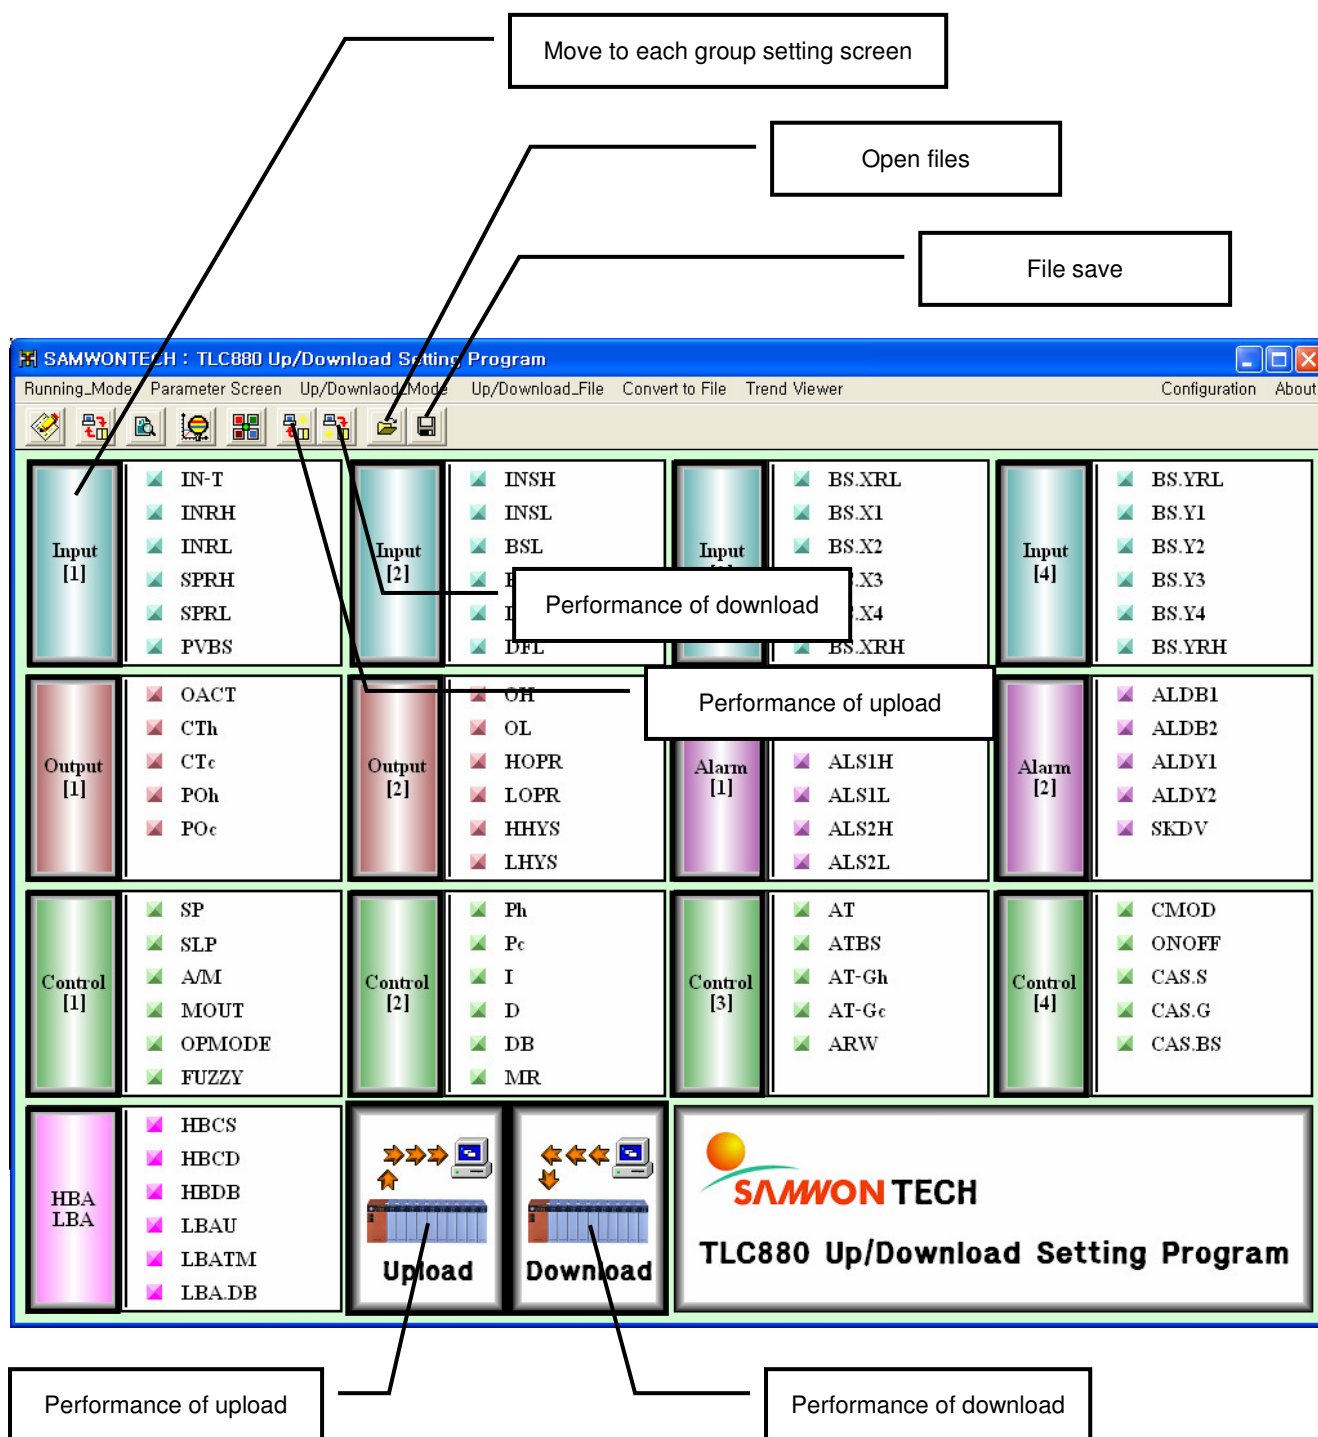 Move to each group setting screen
Open files
File save
SAMWONTECH : TLC880 Up/Download Setting Program
Running_Mode Parameter Screen Up/Downlaod_Mode Up/Download_File Convert to File Trend Viewer Configuration About
Input
[1]
IN-T
INRH
INRL
SPRH
SPRL
PVBS
Input
[2]
INSH
INSL
BSL
DFL
Input
BS.XRL
BS.X1
BS.X2
BS.X3
BS.X4
BS.XRH
Input
[4]
BS.YRL
BS.Y1
BS.Y2
BS.Y3
BS.Y4
BS.YRH
Performance of download
Performance of upload
Output
[1]
OACT
CTh
CTc
POh
POc
Output
[2]
OH
OL
HOPR
LOPR
HHYS
LHYS
Alarm
[1]
ALS1H
ALS1L
ALS2H
ALS2L
Alarm
[2]
ALDB1
ALDB2
ALDY1
ALDY2
SKDV
Control
[1]
SP
SLP
A/M
MOUT
OPMODE
FUZZY
Control
[2]
Ph
Pc
I
D
DB
MR
Control
[3]
AT
ATBS
AT-Gh
AT-Gc
ARW
Control
[4]
CMOD
ONOFF
CAS.S
CAS.G
CAS.BS
HBA
LBA
HBCS
HBCD
HBDB
LBAU
LBATM
LBA.DB
Upload
Download
SAMWON TECH
TLC880 Up/Download Setting Program
Performance of upload
Performance of download